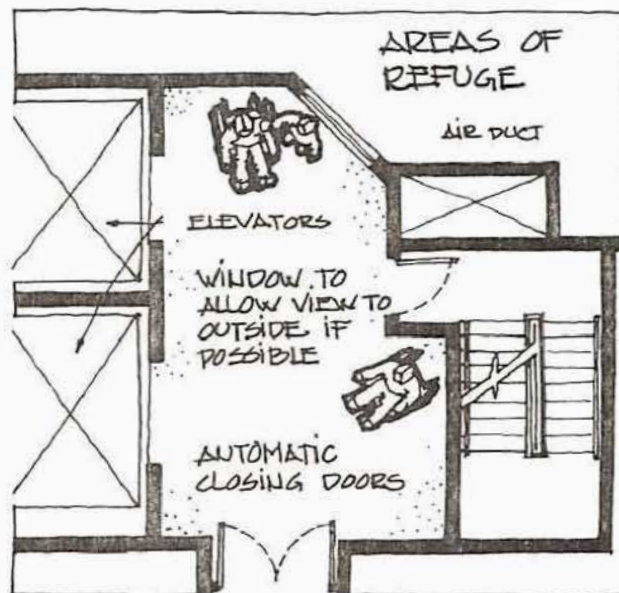 AREAS OF
REFUGE
AIR DUCT
ELEVATORS
WINDOW TO
ALLOW VIEW TO
OUTSIDE IF
POSSIBLE
AUTOMATIC
CLOSING DOORS